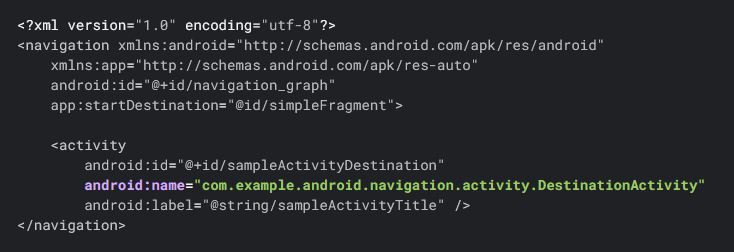 <?xml version="1.0" encoding="utf-8"?>
<navigation xmlns:android="http://schemas.android.com/apk/res/android"
    xmlns:app="http://schemas.android.com/apk/res-auto"
    android:id="@+id/navigation_graph"
    app:startDestination="@id/simpleFragment">

    <activity
        android:id="@+id/sampleActivityDestination"
        android:name="com.example.android.navigation.activity.DestinationActivity"
        android:label="@string/sampleActivityTitle" />
</navigation>